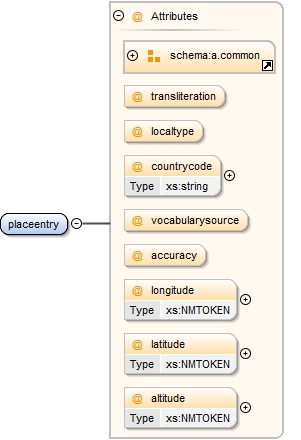 @ Attributes
schema:a.common
@ transliteration
@ localtype
@ countrycode
Type xs:string
placeentry
@ vocabularysource
@ accuracy
@ longitude
Type xs:NMTOKEN
@ latitude
Type xs:NMTOKEN
@ altitude
Type xs:NMTOKEN